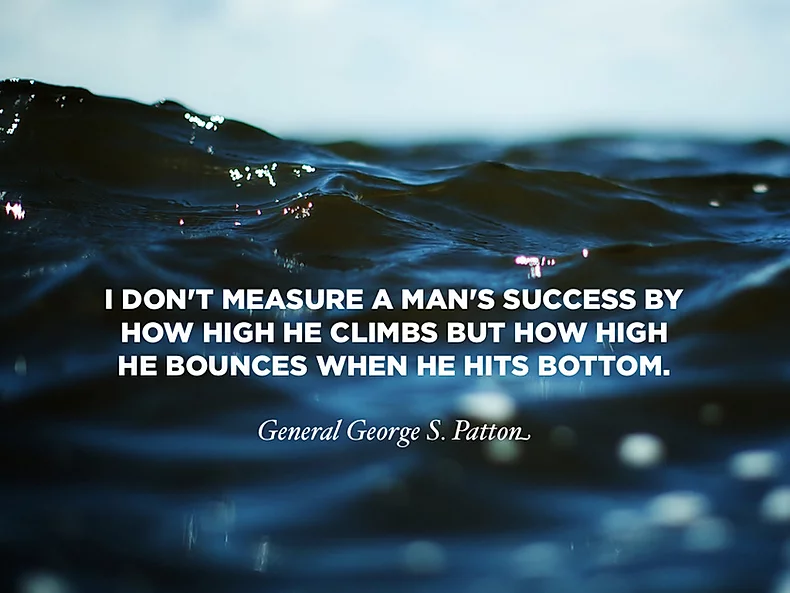 I DON'T MEASURE A MAN'S SUCCESS BY
HOW HIGH HE CLIMBS BUT HOW HIGH
HE BOUNCES WHEN HE HITS BOTTOM.
General George S. Patton